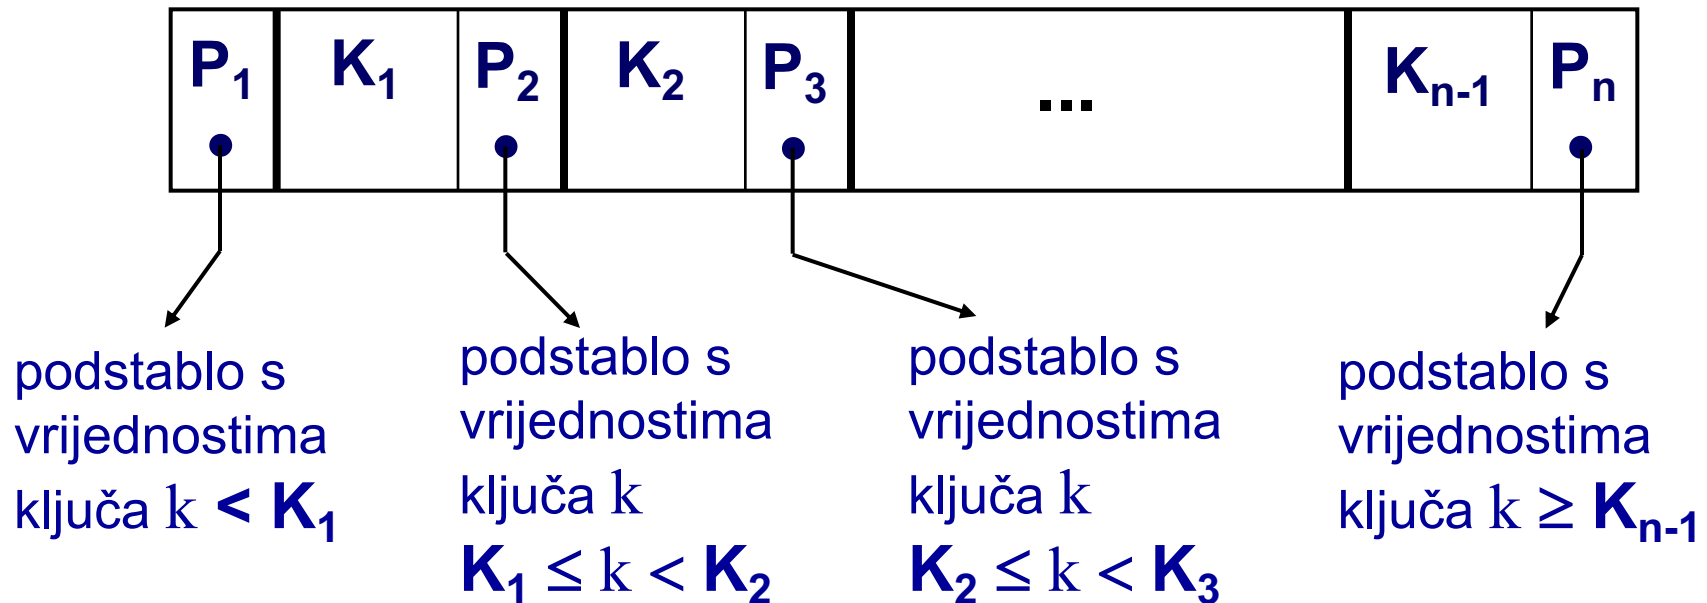 P1 K1 P2 K2 P3 ... Kn-1 Pn
podstablo s
vrijednostima
ključa k < K1
podstablo s
vrijednostima
ključa k
K1 ≤ k < K2
podstablo s
vrijednostima
ključa k
K2 ≤ k < K3
podstablo s
vrijednostima
ključa k ≥ Kn-1